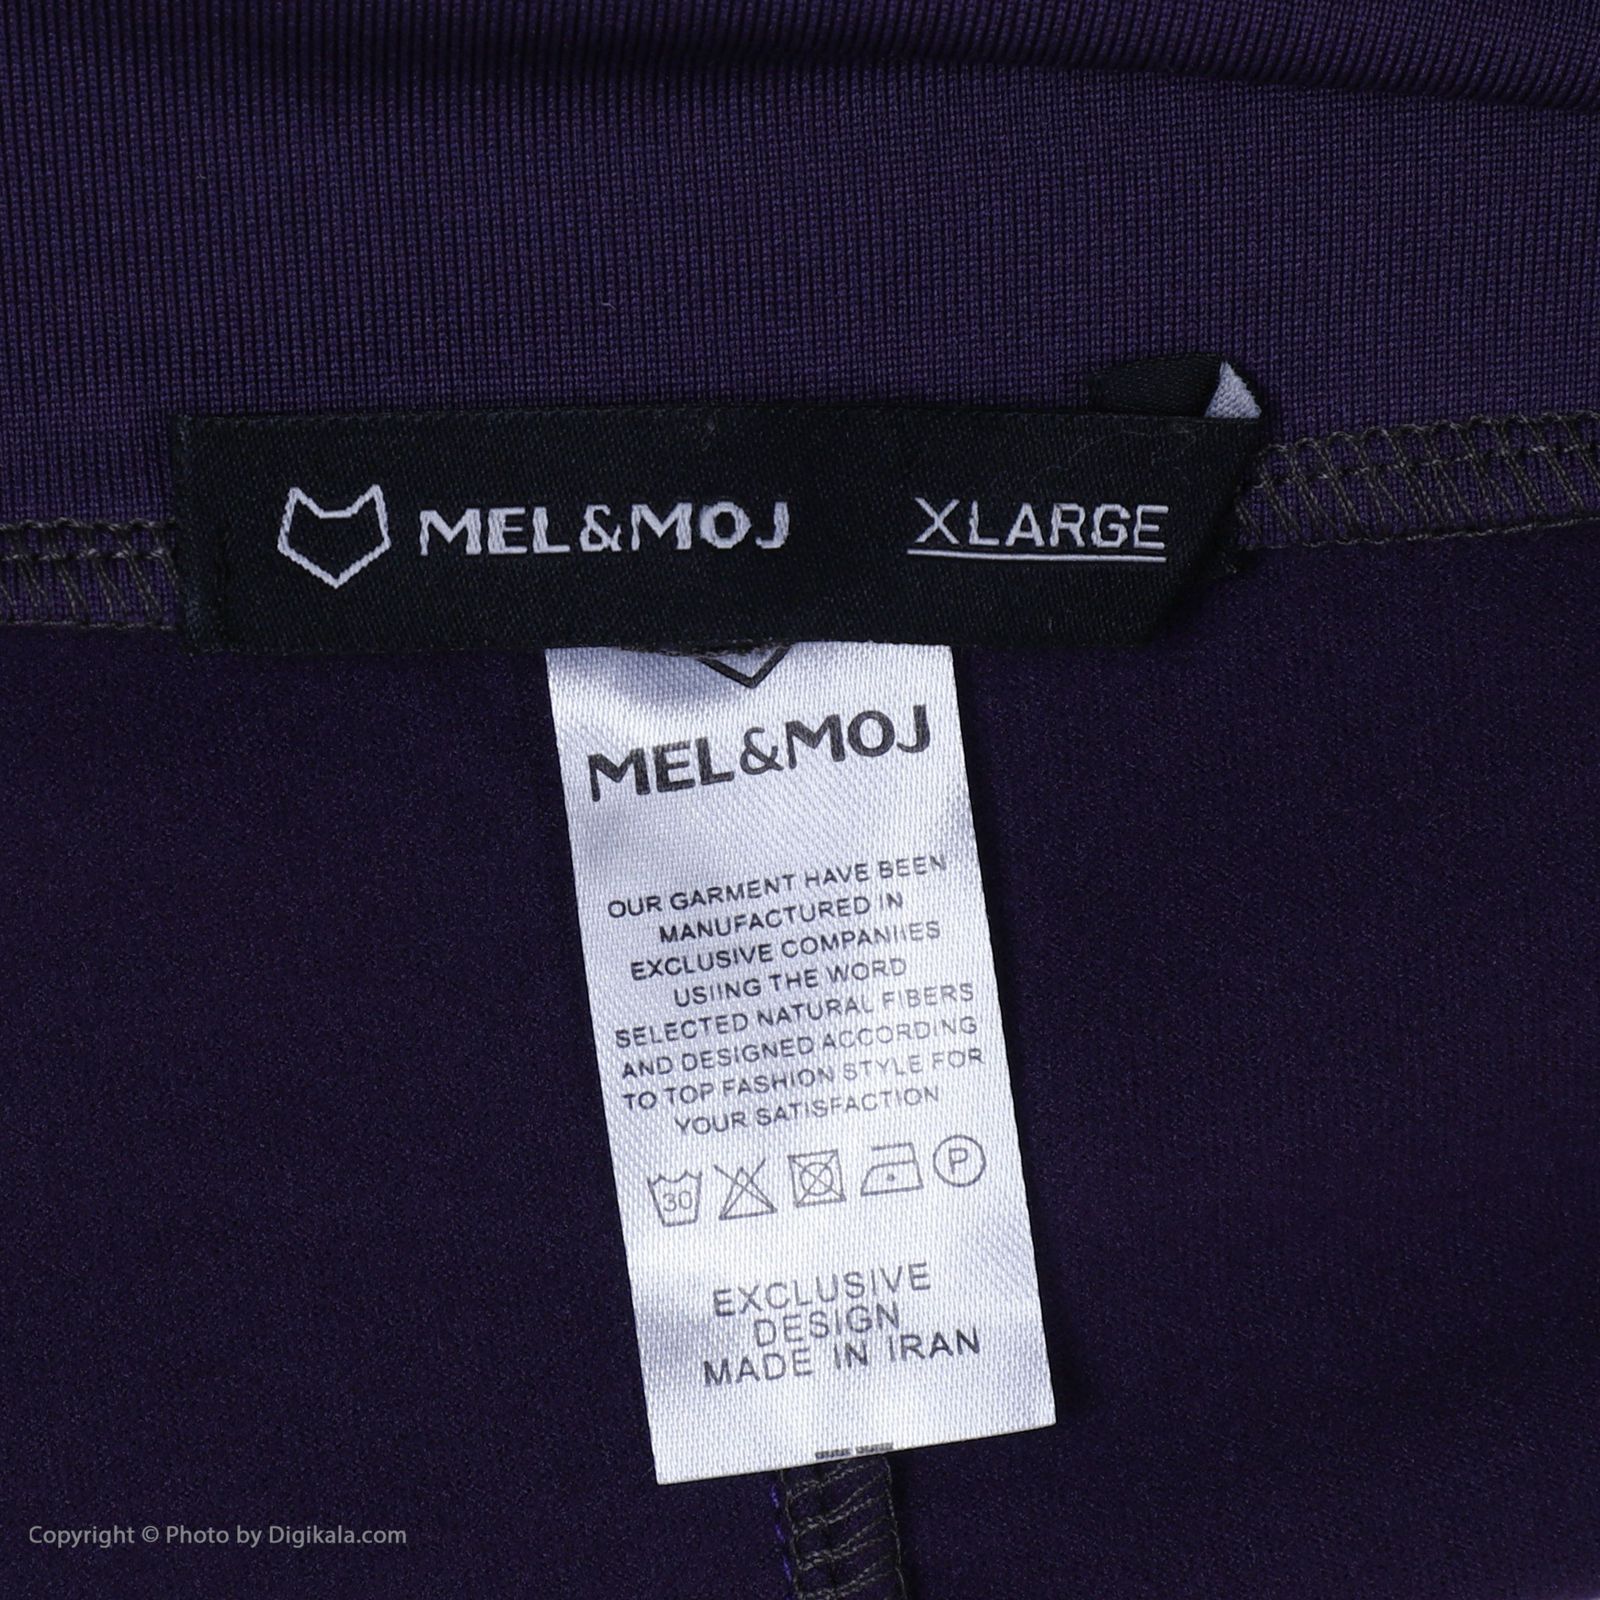 MEL&MOJ XLARGE
MEL&MOJ
OUR GARMENT HAVE BEEN
MANUFACTURED IN
EXCLUSIVE COMPANIIES
USIING THE WORD
SELECTED NATURAL FIBERS
AND DESIGNED ACCORDING
TO TOP FASHION STYLE FOR
YOUR SATISFACTION
30 P
EXCLUSIVE
DESIGN
MADE IN IRAN
Copyright © Photo by Digikala.com